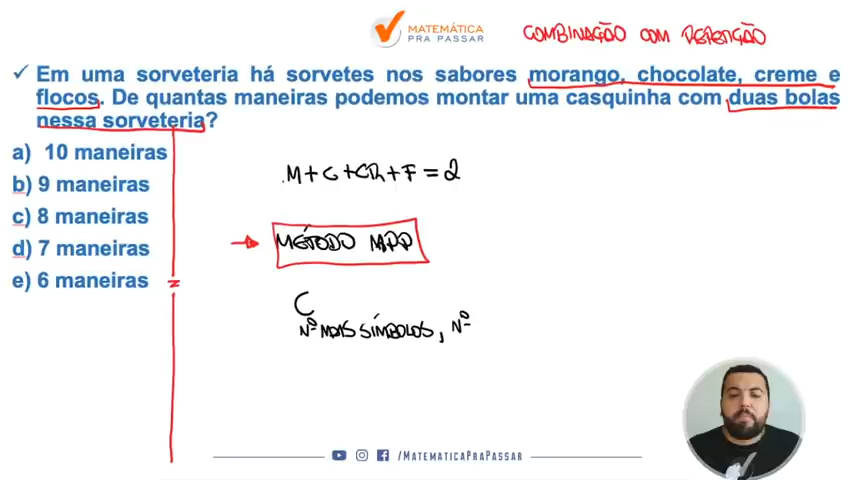 MATEMÁTICA
PRA PASSAR
COMBINAÇÃO COM REPETIÇÃO
✓ Em uma sorveteria há sorvetes nos sabores morango, chocolate, creme e
flocos. De quantas maneiras podemos montar uma casquinha com duas bolas
nessa sorveteria?
a) 10 maneiras
b) 9 maneiras
c) 8 maneiras
d) 7 maneiras
e) 6 maneiras
M+C+CR+F=2
MÉTODO MPP
C
Nº MAIS SÍMBOLOS, Nº
/MatematicaPraPassar